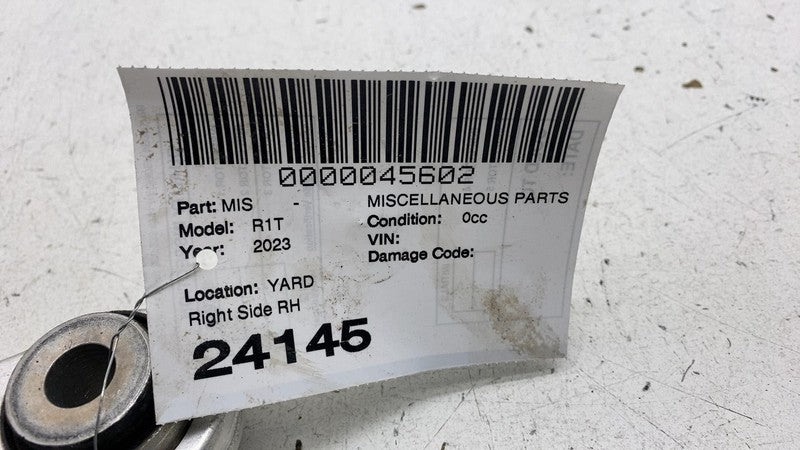 0000045602
Part: MIS - MISCELLANEOUS PARTS
Model: R1T Condition: 0cc
Year: 2023 VIN:
Damage Code:
Location: YARD
Right Side RH
24145